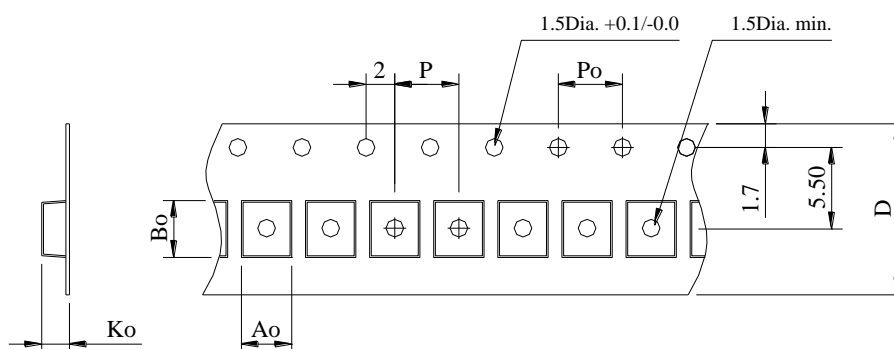 1.5Dia. +0.1/-0.0
1.5Dia. min.
2
P
Po
1.7
5.50
D
Bo
Ko
Ao